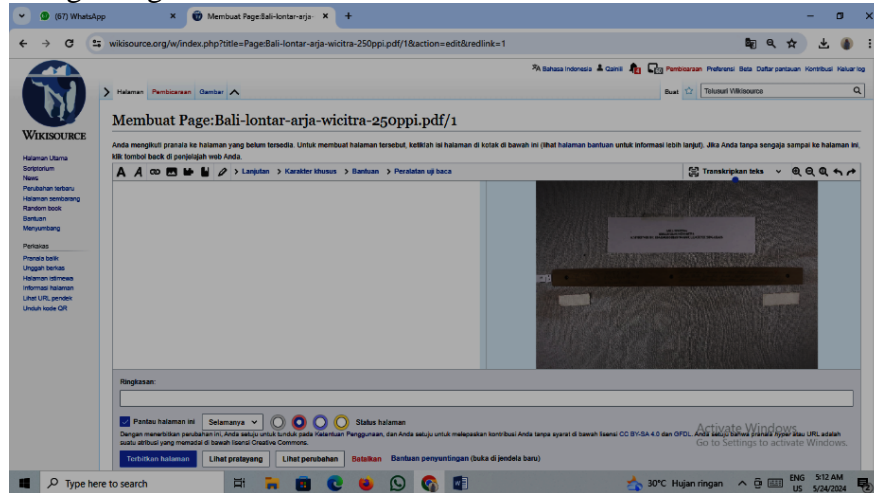 (67) WhatsApp
Membuat Page:Bali-lontar-arja-
wikisource.org/w/index.php?title=Page:Bali-lontar-arja-wicitra-250ppi.pdf/1&action=edit&redlink=1
Bahasa Indonesia Pembicaraan Preferensi Beta Daftar pantauan Kontribusi Keluar log
Halaman Pembicaraan Gambar
Buat Telusuri Wikisource
WIKISOURCE
Membuat Page:Bali-lontar-arja-wicitra-250ppi.pdf/1
Anda mengikuti pranala ke halaman yang belum tersedia. Untuk membuat halaman tersebut, ketiklah isi halaman di kotak di bawah ini (lihat halaman bantuan untuk informasi lebih lanjut). Jika Anda tanpa sengaja sampai ke halaman ini,
klik tombol back di penjelajah web Anda.
Lanjutan Karakter khusus Bantuan Peralatan uji baca
Transkripkan teks
Halaman Utama
Scriptorium
News
Perubahan terbaru
Halaman sembarang
Random book
Bantuan
Menyumbang
Perkakas
Pranala balik
Unggah berkas
Halaman istimewa
Informasi halaman
Lihat URL pendek
Unduh kode QR
Ringkasan:
Pantau halaman ini Selamanya Status halaman
Dengan menerbitkan perubahan ini, Anda setuju untuk tunduk pada Ketentuan Penggunaan, dan Anda setuju untuk melepaskan kontribusi Anda tanpa syarat di bawah lisensi CC BY-SA 4.0 dan GFDL. Anda setuju bahwa pranala hyper atau URL adalah
suatu atribusi yang memadai di bawah lisensi Creative Commons.
Terbitkan halaman Lihat pratayang Lihat perubahan Batalkan Bantuan penyuntingan (buka di jendela baru)
Activate Windows
Go to Settings to activate Windows.
Type here to search
30°C Hujan ringan
ENG
US
5:12 AM
5/24/2024